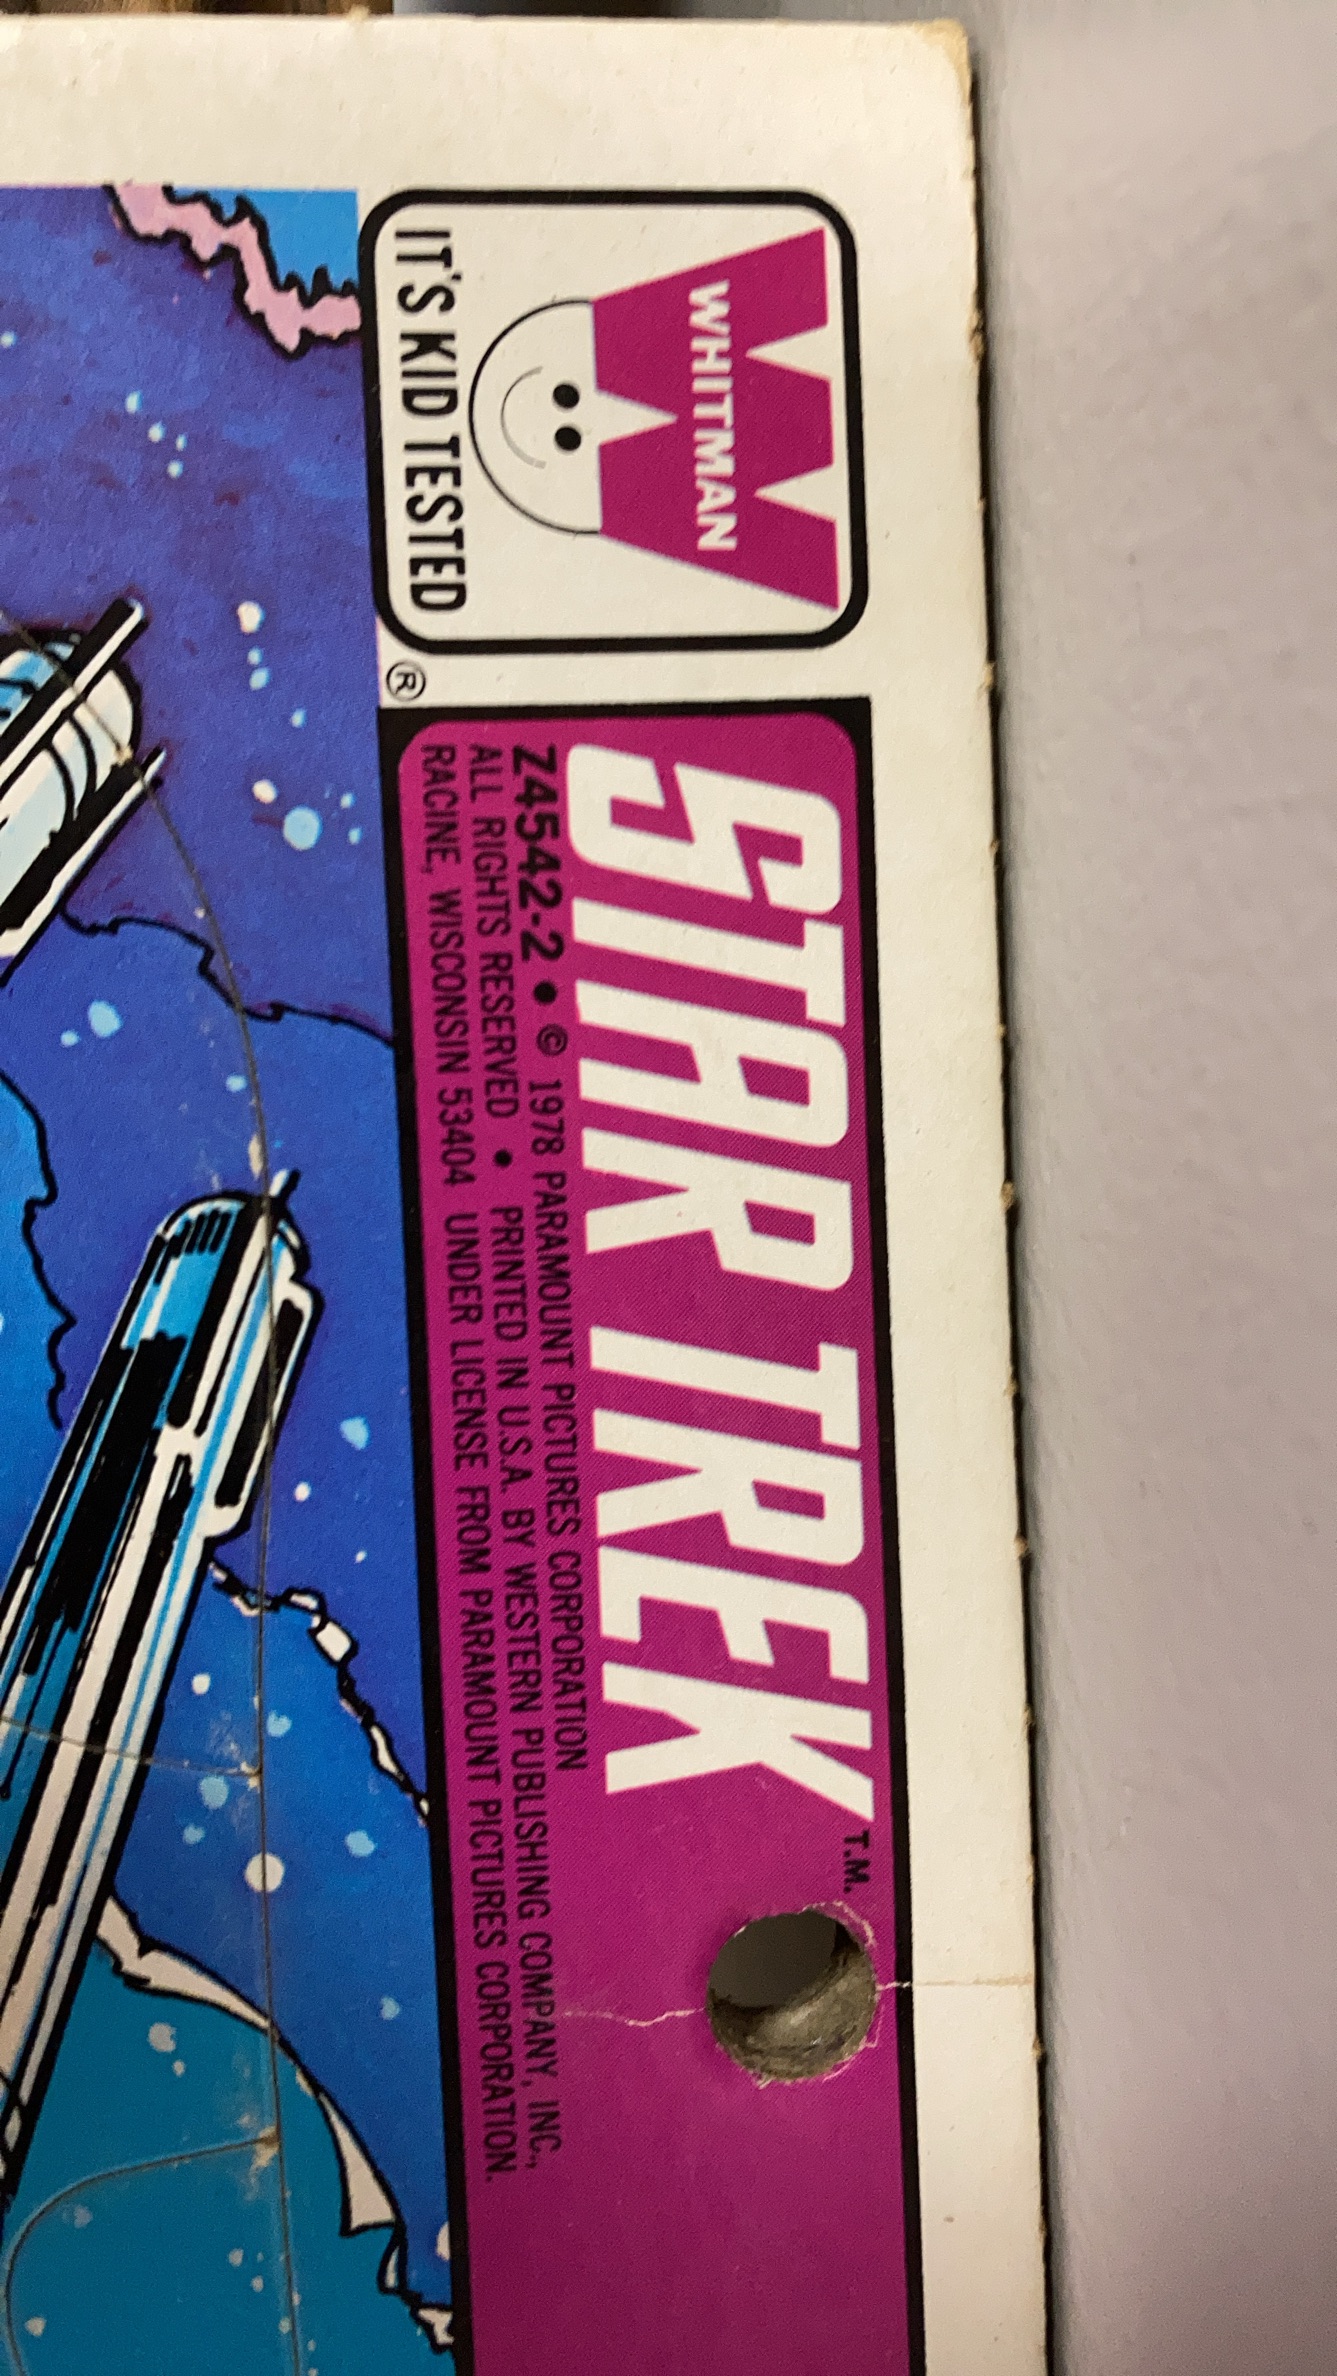 WHITMAN
IT'S KID TESTED
®
STAR TREK T.M.
Z4542-2 • © 1978 PARAMOUNT PICTURES CORPORATION
ALL RIGHTS RESERVED • PRINTED IN U.S.A. BY WESTERN PUBLISHING COMPANY, INC.,
RACINE, WISCONSIN 53404 UNDER LICENSE FROM PARAMOUNT PICTURES CORPORATION.